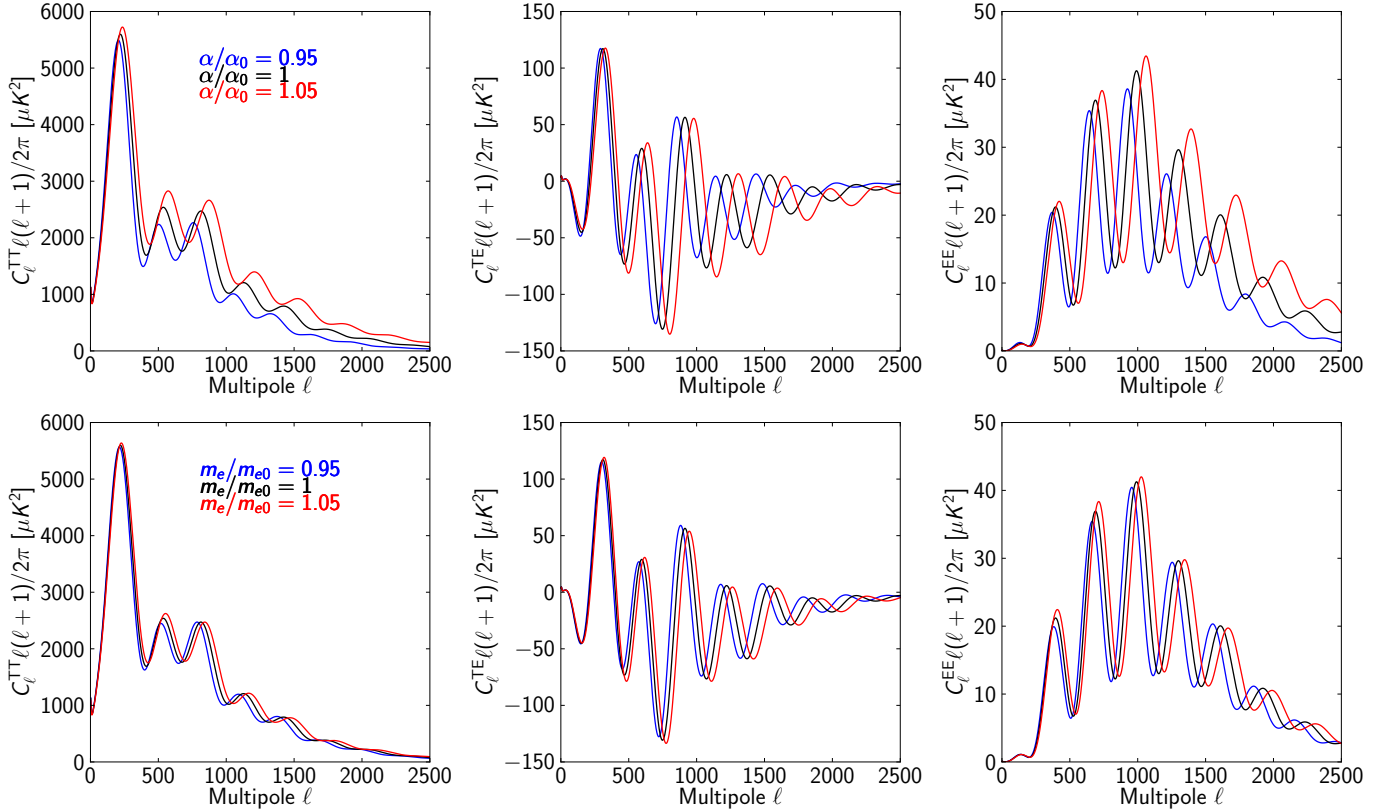 6000
5000
4000
3000
2000
1000
0
0 500 1000 1500 2000 2500
Multipole ℓ
C_ℓ^TT ℓ(ℓ + 1)/2π [μK²]
α/α₀ = 0.95
α/α₀ = 1
α/α₀ = 1.05
150
100
50
0
−50
−100
−150
0 500 1000 1500 2000 2500
Multipole ℓ
C_ℓ^TE ℓ(ℓ + 1)/2π [μK²]
50
40
30
20
10
0
0 500 1000 1500 2000 2500
Multipole ℓ
C_ℓ^EE ℓ(ℓ + 1)/2π [μK²]
6000
5000
4000
3000
2000
1000
0
0 500 1000 1500 2000 2500
Multipole ℓ
C_ℓ^TT ℓ(ℓ + 1)/2π [μK²]
m_e/m_e0 = 0.95
m_e/m_e0 = 1
m_e/m_e0 = 1.05
150
100
50
0
−50
−100
−150
0 500 1000 1500 2000 2500
Multipole ℓ
C_ℓ^TE ℓ(ℓ + 1)/2π [μK²]
50
40
30
20
10
0
0 500 1000 1500 2000 2500
Multipole ℓ
C_ℓ^EE ℓ(ℓ + 1)/2π [μK²]